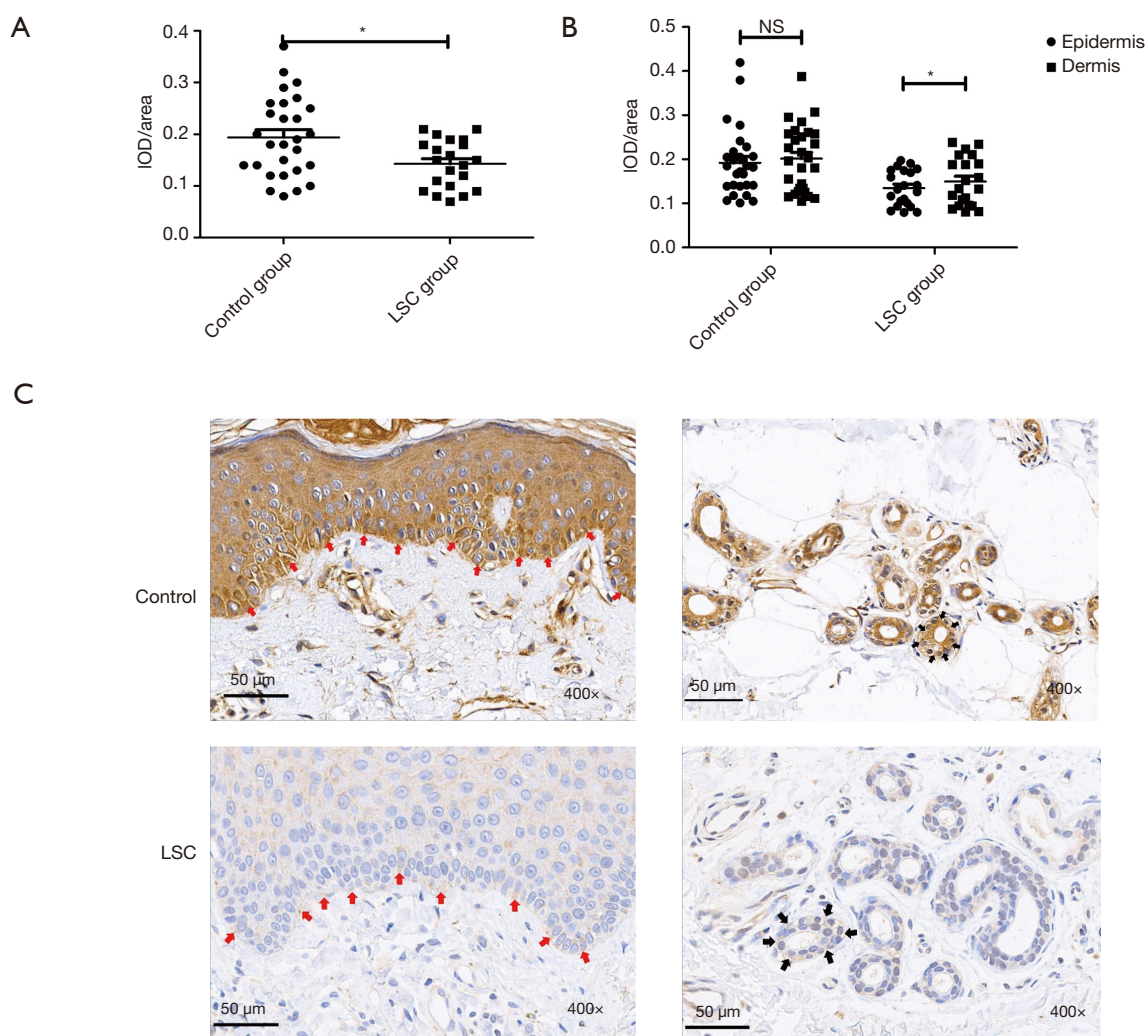 A
*
0.4
0.3
0.2
0.1
0.0
IOD/area
Control group
LSC group
B
NS
*
0.5
0.4
0.3
0.2
0.1
0.0
IOD/area
Control group
LSC group
Epidermis
Dermis
C
Control
50 μm
400×
50 μm
400×
LSC
50 μm
400×
50 μm
400×